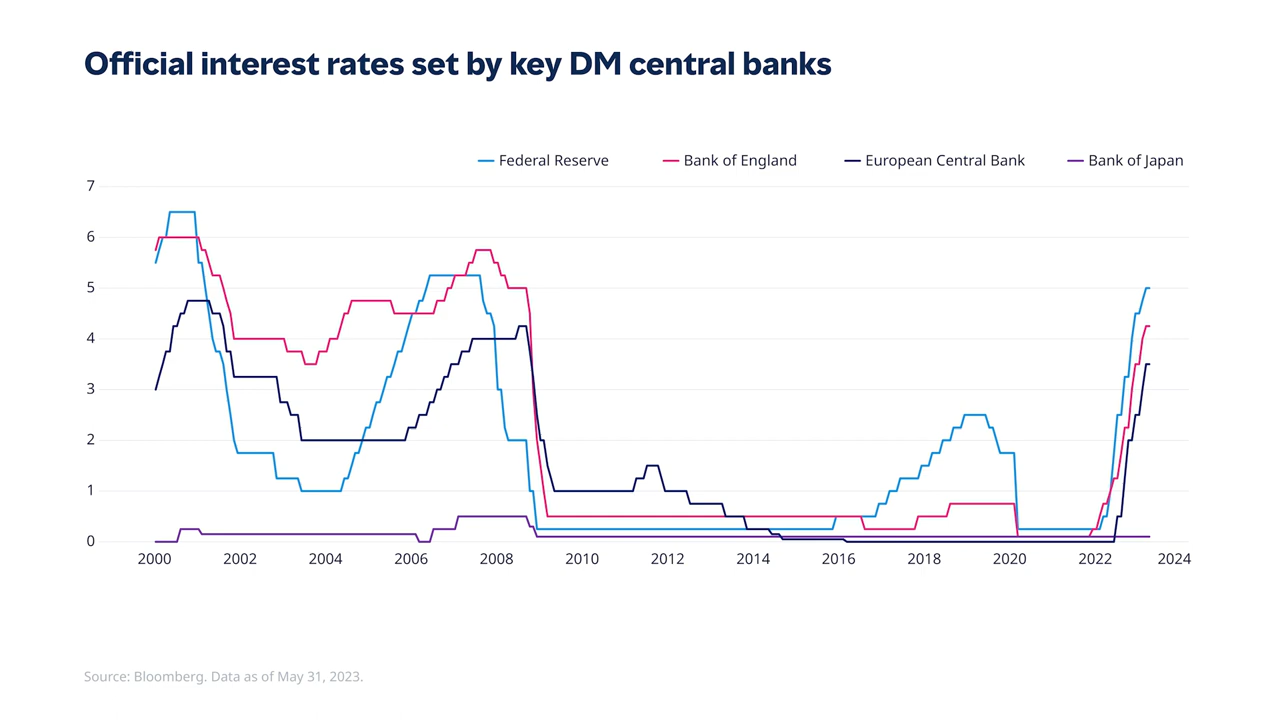 Official interest rates set by key DM central banks
Federal Reserve Bank of England European Central Bank Bank of Japan
7
6
5
4
3
2
1
0
2000 2002 2004 2006 2008 2010 2012 2014 2016 2018 2020 2022 2024
Source: Bloomberg. Data as of May 31, 2023.